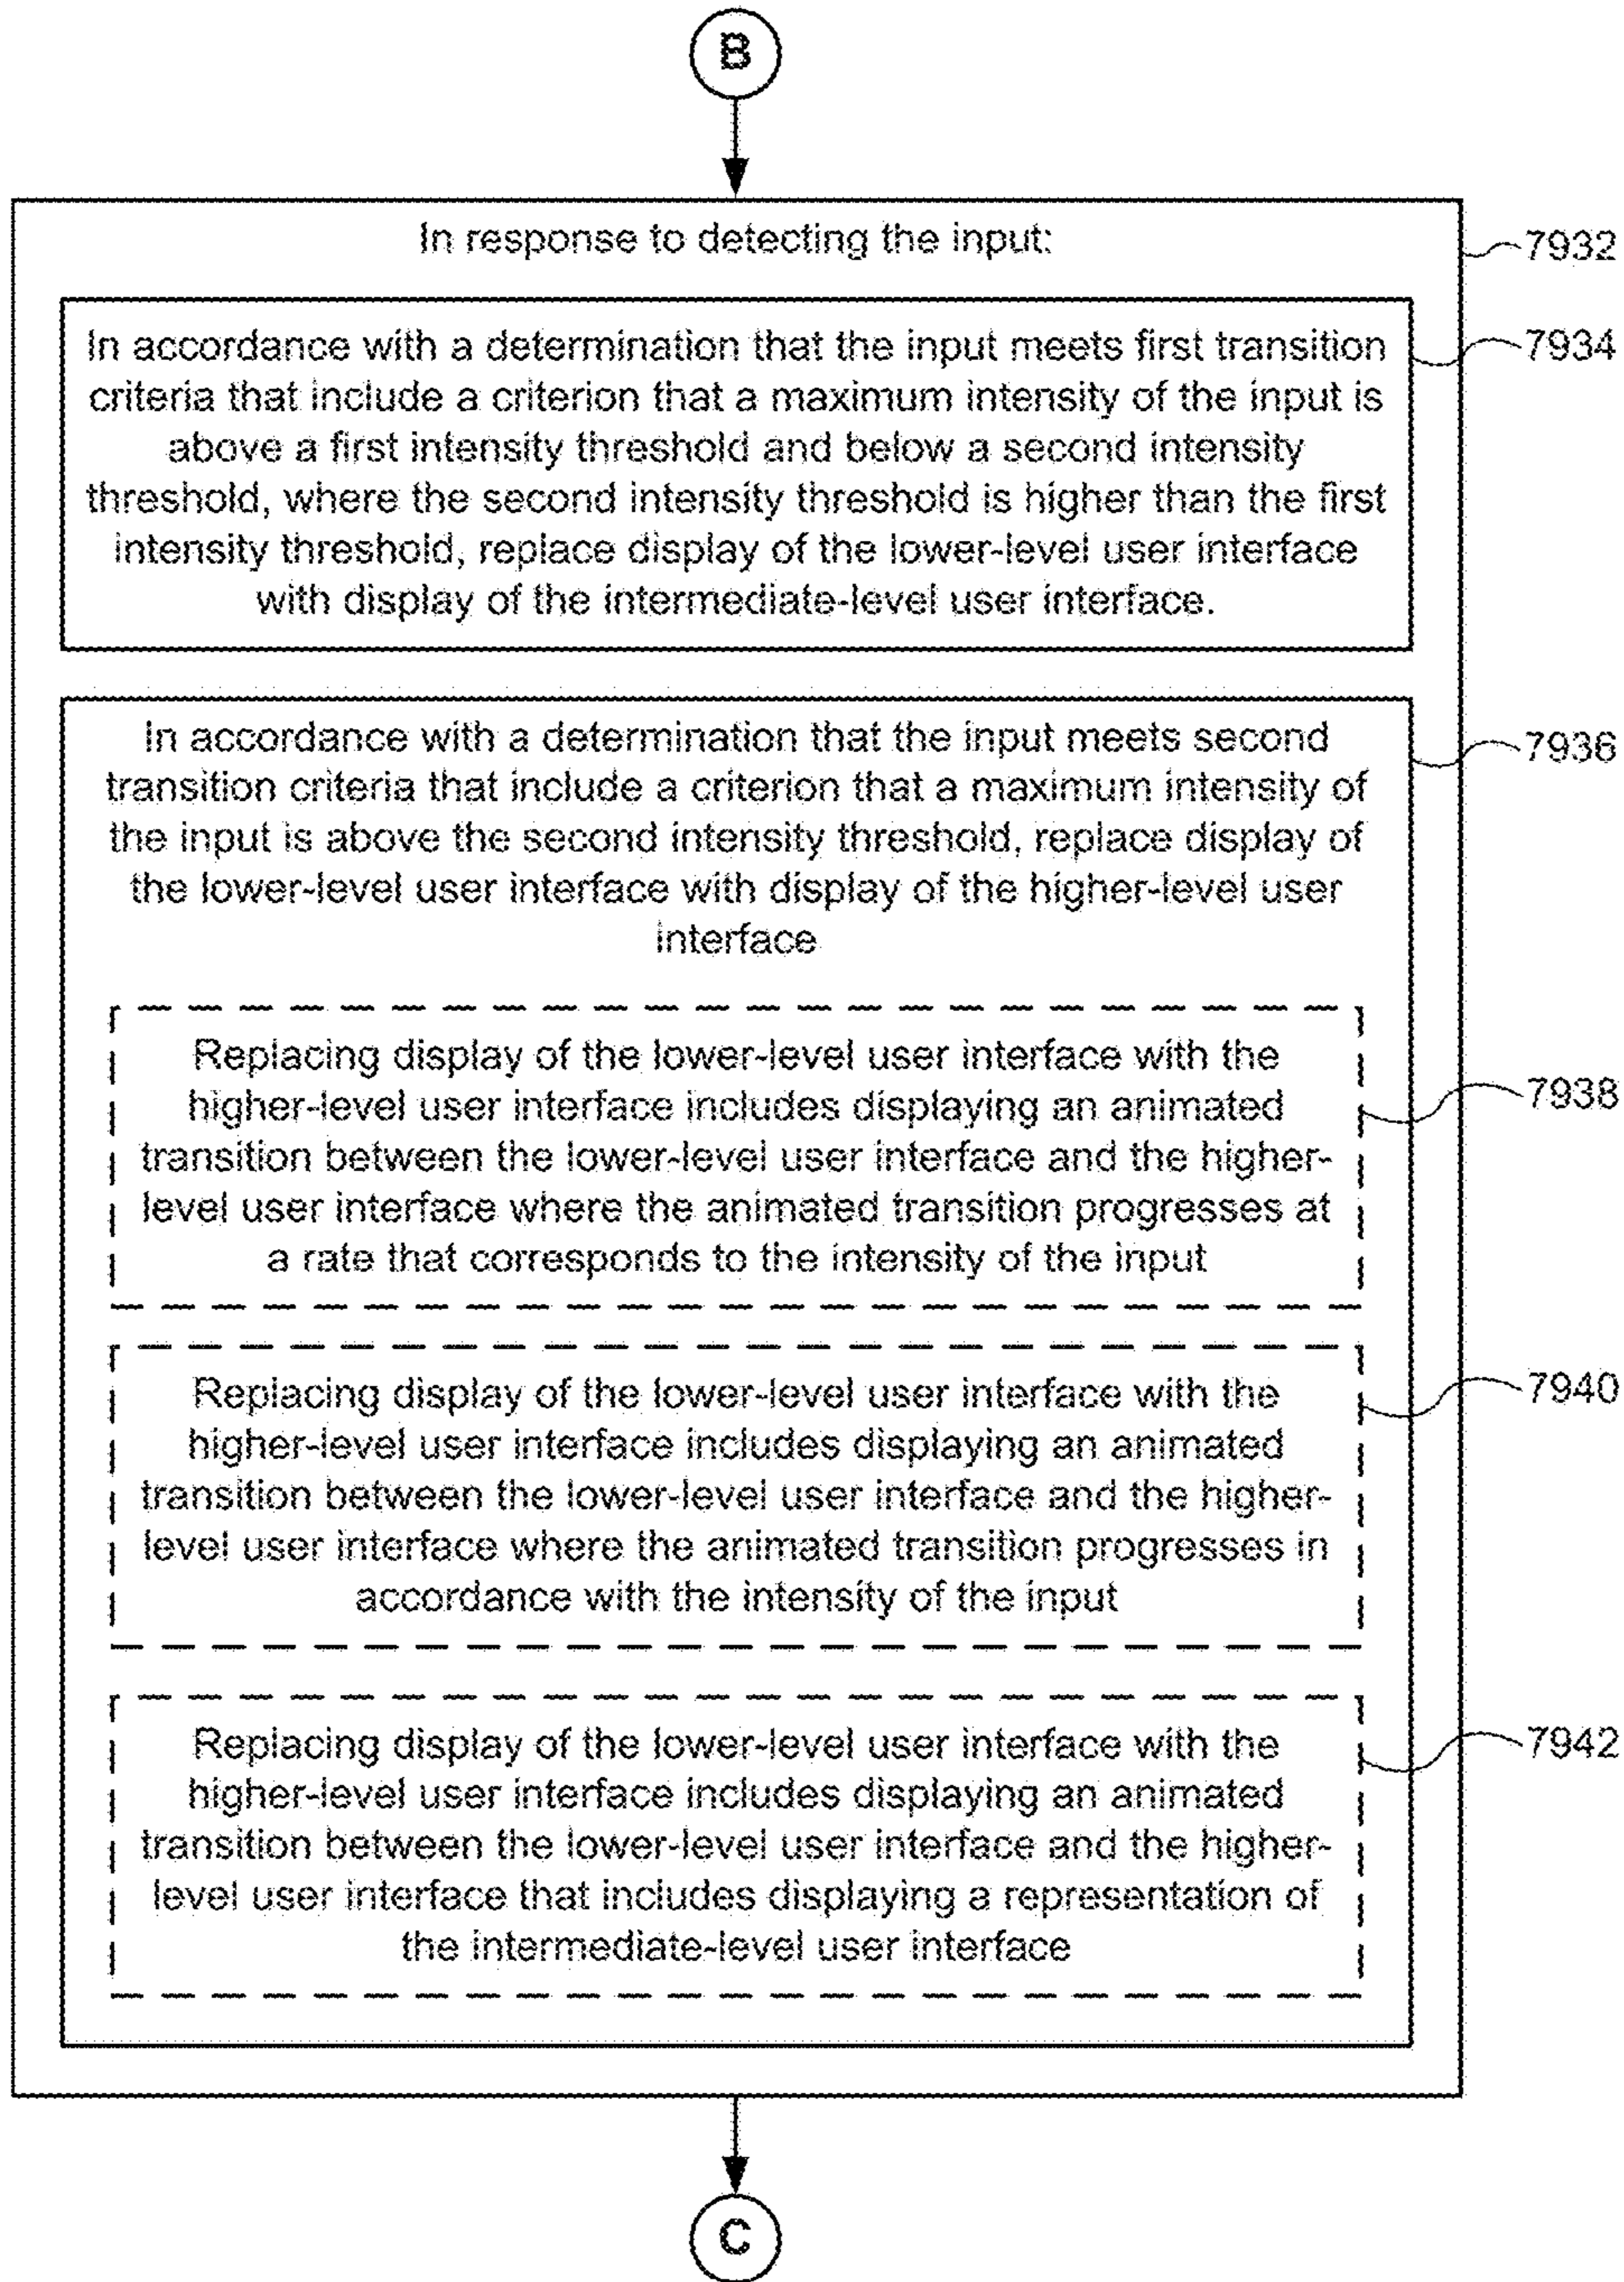 B
In response to detecting the input:
7932
In accordance with a determination that the input meets first transition
7934
criteria that include a criterion that a maximum intensity of the input is
above a first intensity threshold and below a second intensity
threshold, where the second intensity threshold is higher than the first
intensity threshold, replace display of the lower-level user interface
with display of the intermediate-level user interface.
In accordance with a determination that the input meets second
7936
transition criteria that include a criterion that a maximum intensity of
the input is above the second intensity threshold, replace display of
the lower-level user interface with display of the higher-level user
interface
Replacing display of the lower-level user interface with the
higher-level user interface includes displaying an animated
7938
transition between the lower-level user interface and the higher-
level user interface where the animated transition progresses at
a rate that corresponds to the intensity of the input
Replacing display of the lower-level user interface with the
7940
higher-level user interface includes displaying an animated
transition between the lower-level user interface and the higher-
level user interface where the animated transition progresses in
accordance with the intensity of the input
Replacing display of the lower-level user interface with the
7942
higher-level user interface includes displaying an animated
transition between the lower-level user interface and the higher-
level user interface that includes displaying a representation of
the intermediate-level user interface
C